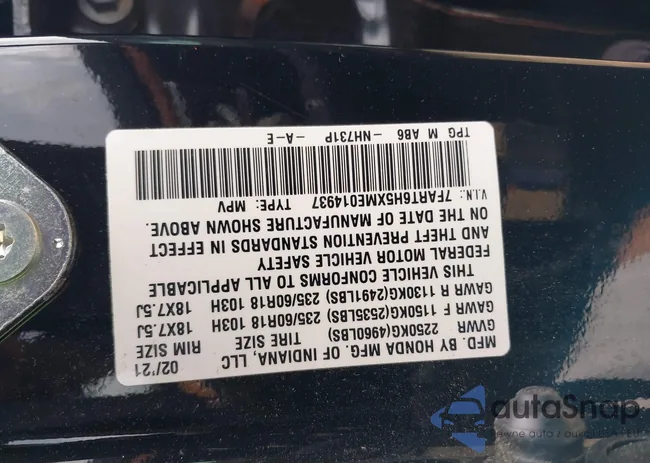 MFD. BY HONDA MFG. OF INDIANA, LLC 02/'21
GVWR 2250KG(4960LBS) TIRE SIZE RIM SIZE
GAWR F 1150KG(2535LBS) 235/60R18 103H 18X7.5J
GAWR R 1130KG(2491LBS) 235/60R18 103H 18X7.5J
THIS VEHICLE CONFORMS TO ALL APPLICABLE
FEDERAL MOTOR VEHICLE SAFETY
AND THEFT PREVENTION STANDARDS IN EFFECT
ON THE DATE OF MANUFACTURE SHOWN ABOVE.
V.I.N.: 7FART6H5XME014937 TYPE: MPV
TPG M AB6 -NH731P -A-E
autaSnap
pewne auta / aukcje